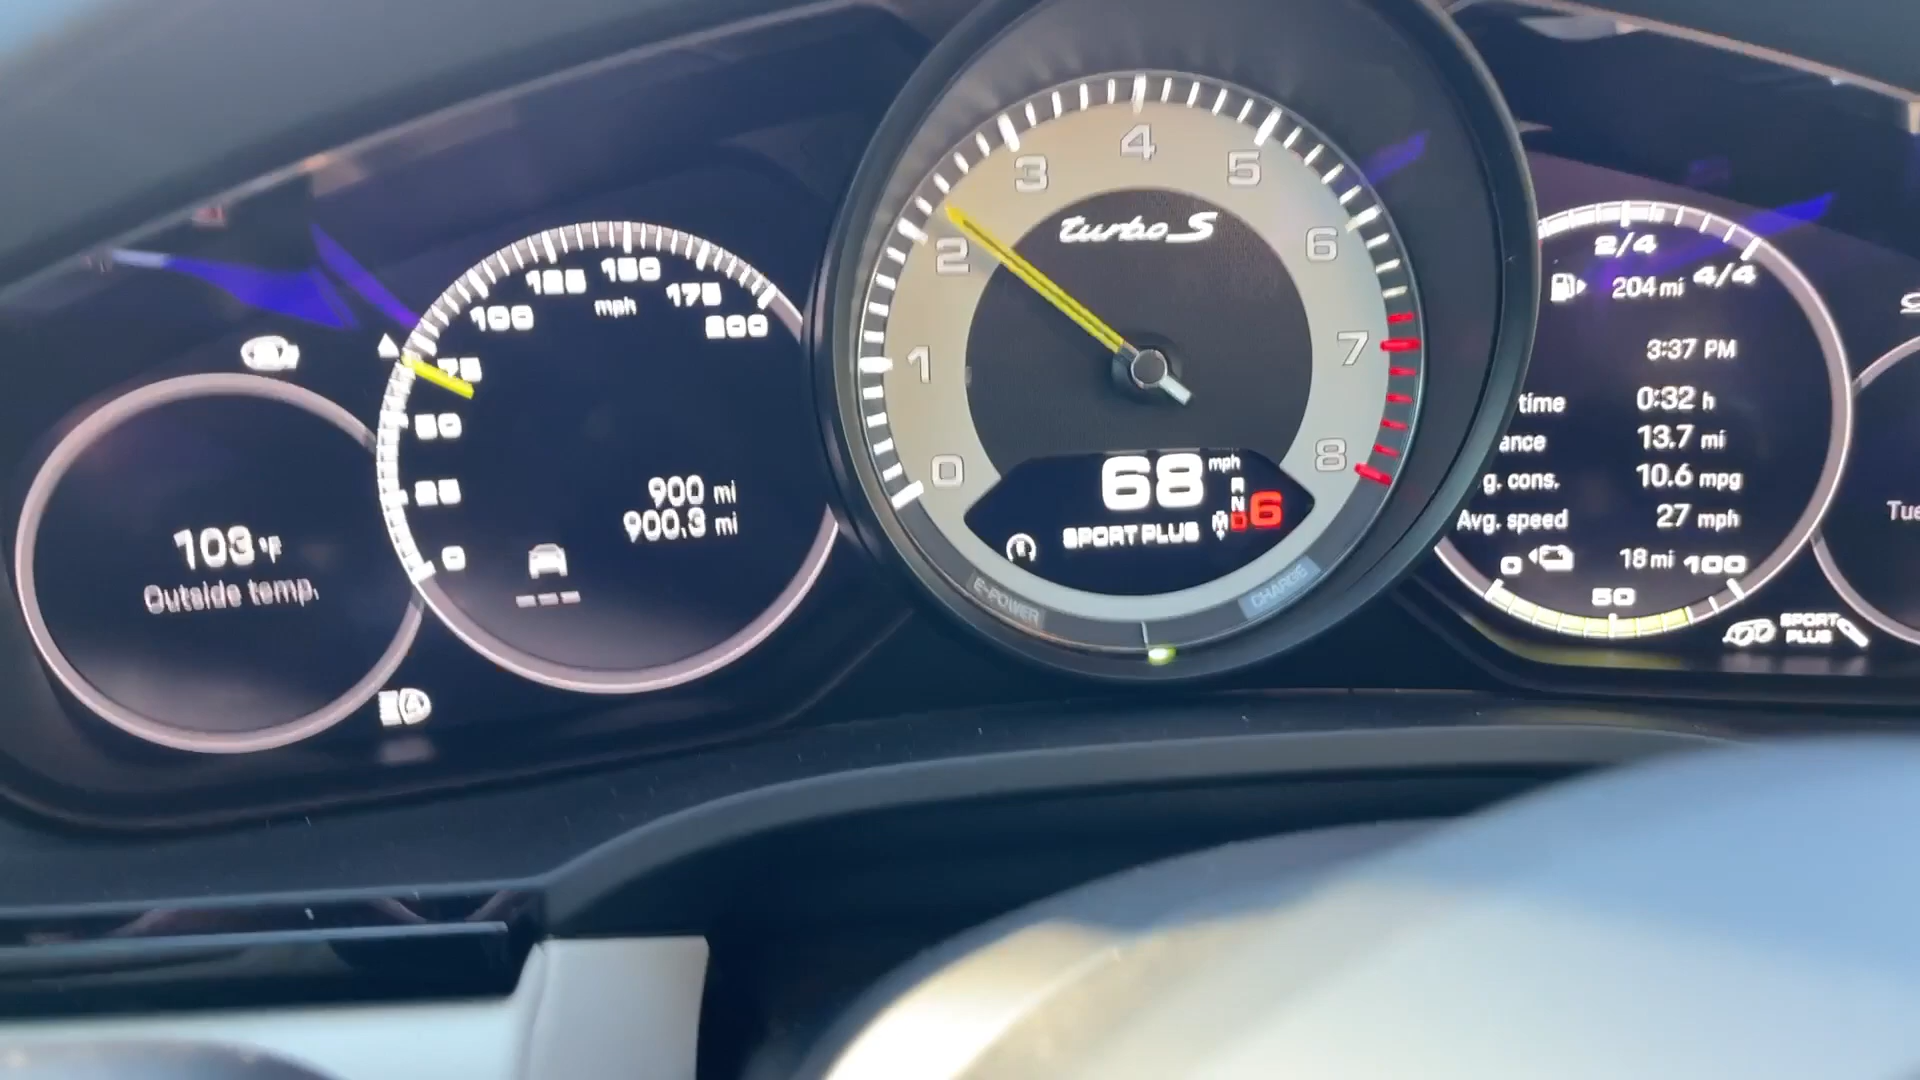 103 °F
Outside temp.
0
25
50
75
100
125
150
175
200
mph
900 mi
900.3 mi
0
1
2
3
4
5
6
7
8
turbo S
68 mph
R
N
D 6
M
SPORT PLUS
E-POWER
CHARGE
2/4
4/4
204 mi
3:37 PM
time 0:32 h
ance 13.7 mi
g. cons. 10.6 mpg
Avg. speed 27 mph
0 18 mi 100
50
SPORT
PLUS
Tue